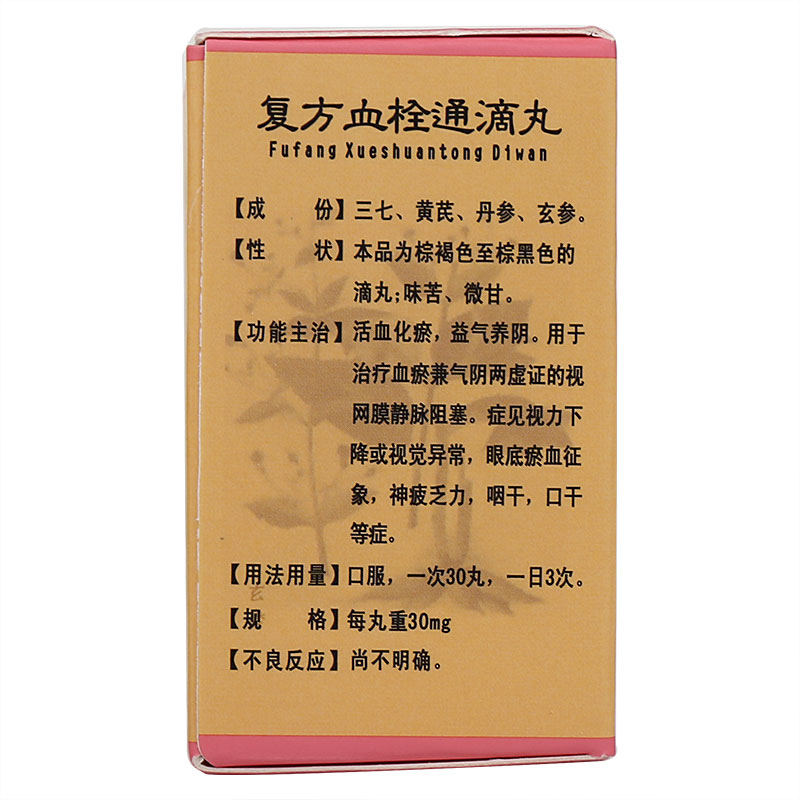 复方血栓通滴丸
Fufang Xueshuantong Diwan
【成 份】三七、黄芪、丹参、玄参。
【性 状】本品为棕褐色至棕黑色的
滴丸;味苦、微甘。
【功能主治】活血化瘀，益气养阴。用于
治疗血瘀兼气阴两虚证的视
网膜静脉阻塞。症见视力下
降或视觉异常，眼底瘀血征
象，神疲乏力，咽干，口干
等症。
【用法用量】口服，一次30丸，一日3次。
【规 格】每丸重30mg
【不良反应】尚不明确。